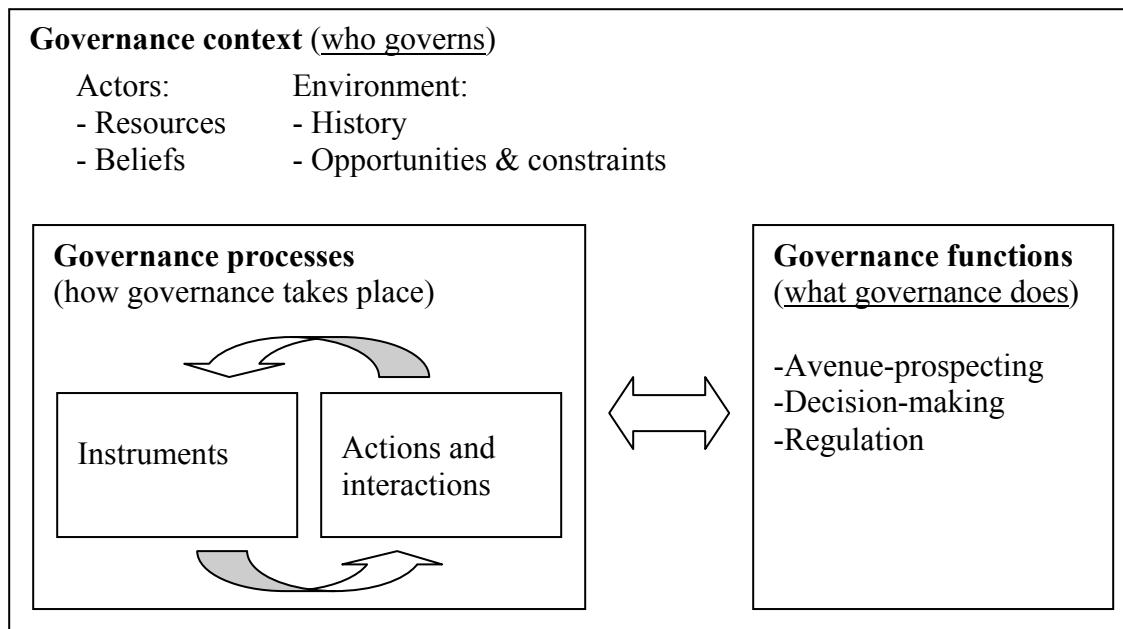 Governance context (who governs)
Actors: Environment:
- Resources - History
- Beliefs - Opportunities & constraints
Governance processes
(how governance takes place)
Instruments
Actions and
interactions
Governance functions
(what governance does)
-Avenue-prospecting
-Decision-making
-Regulation